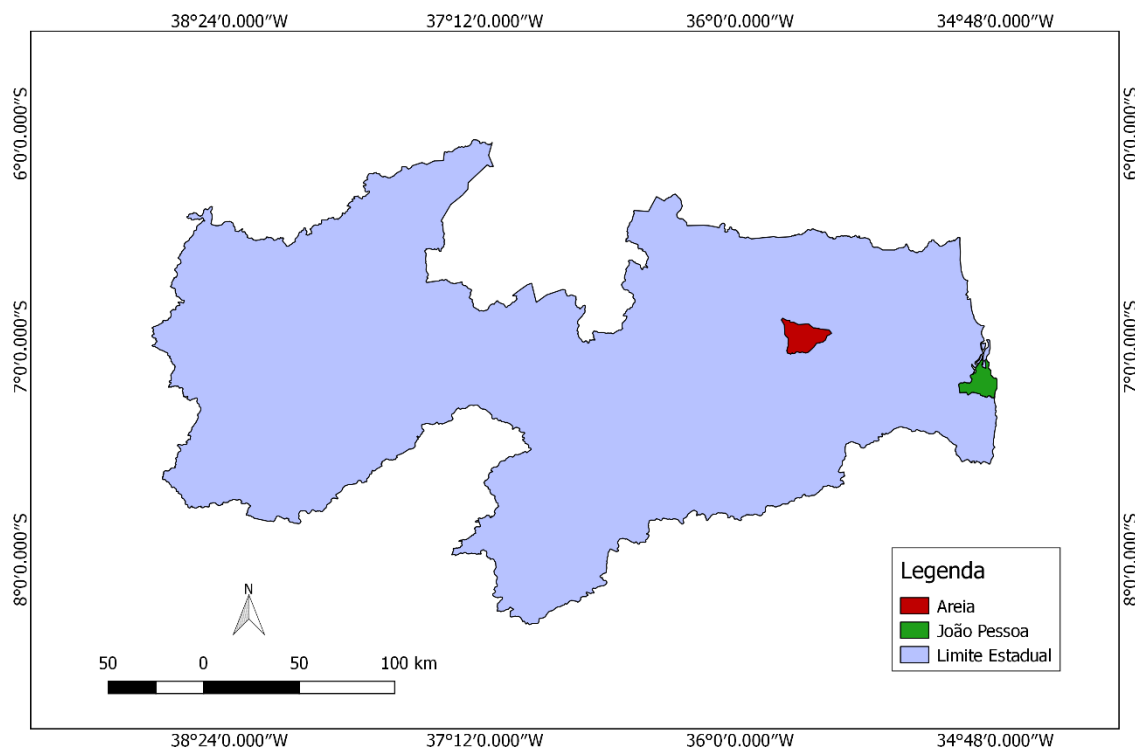 38°24′0.000″W 37°12′0.000″W 36°0′0.000″W 34°48′0.000″W
6°0′0.000″S 6°0′0.000″S
7°0′0.000″S 7°0′0.000″S
8°0′0.000″S 8°0′0.000″S
Legenda
Areia
João Pessoa
Limite Estadual
N
50 0 50 100 km
38°24′0.000″W 37°12′0.000″W 36°0′0.000″W 34°48′0.000″W